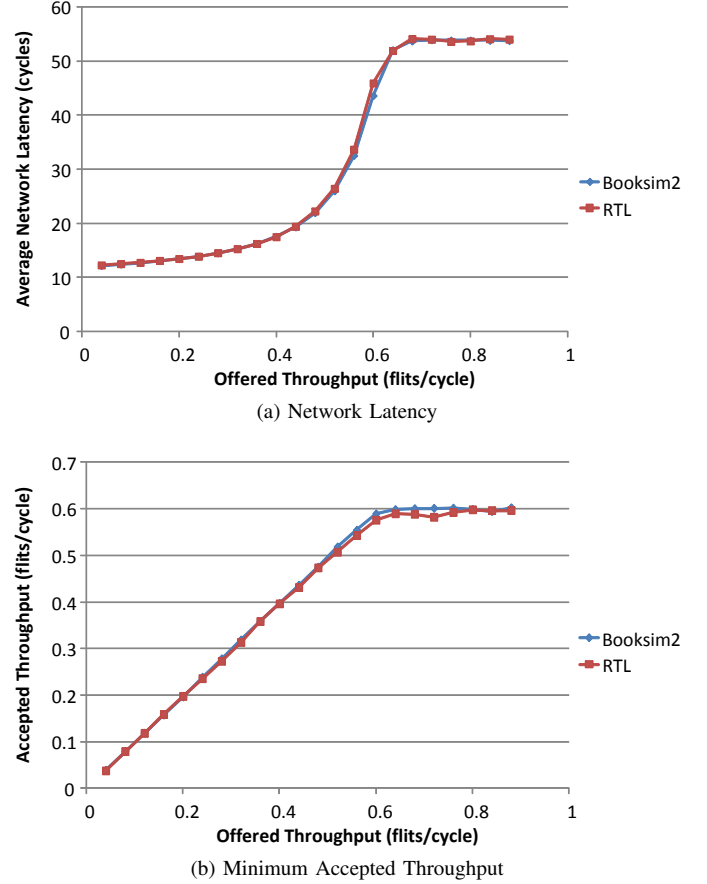 Average Network Latency (cycles)
60
50
40
30
20
10
0
0 0.2 0.4 0.6 0.8 1
Offered Throughput (flits/cycle)
Booksim2
RTL
(a) Network Latency
Accepted Throughput (flits/cycle)
0.7
0.6
0.5
0.4
0.3
0.2
0.1
0
0 0.2 0.4 0.6 0.8 1
Offered Throughput (flits/cycle)
Booksim2
RTL
(b) Minimum Accepted Throughput